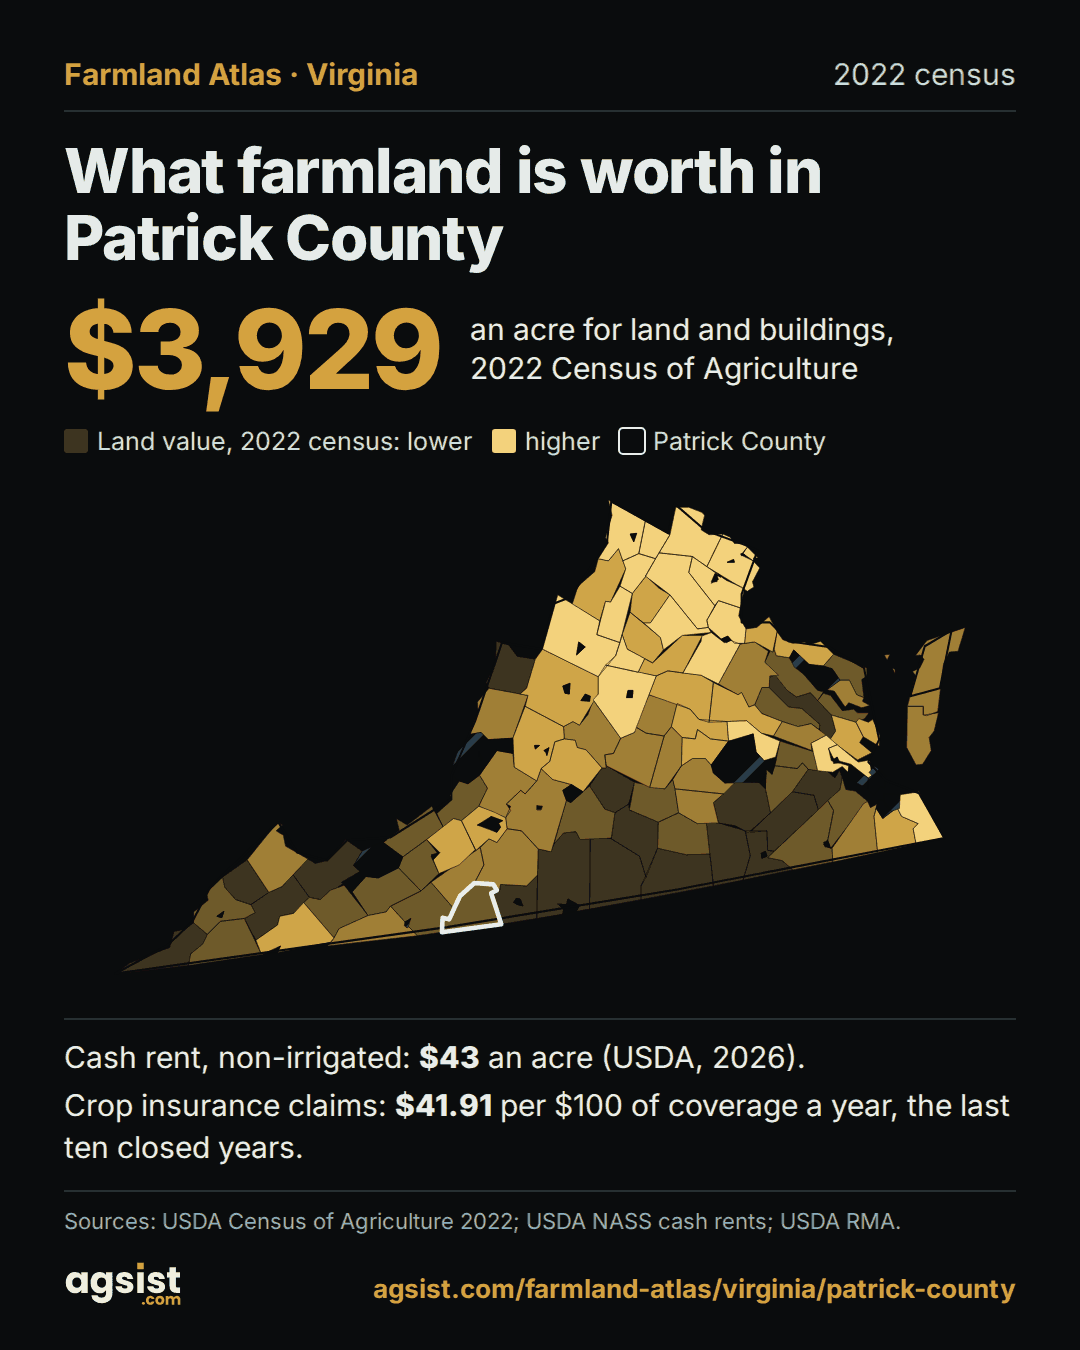 Farmland Atlas · Virginia
2022 census
What farmland is worth in
Patrick County
$3,929
an acre for land and buildings,
2022 Census of Agriculture
Land value, 2022 census: lower
higher
Patrick County
Cash rent, non-irrigated: $43 an acre (USDA, 2026).
Crop insurance claims: $41.91 per $100 of coverage a year, the last
ten closed years.
Sources: USDA Census of Agriculture 2022; USDA NASS cash rents; USDA RMA.
agsist
.com
agsist.com/farmland-atlas/virginia/patrick-county